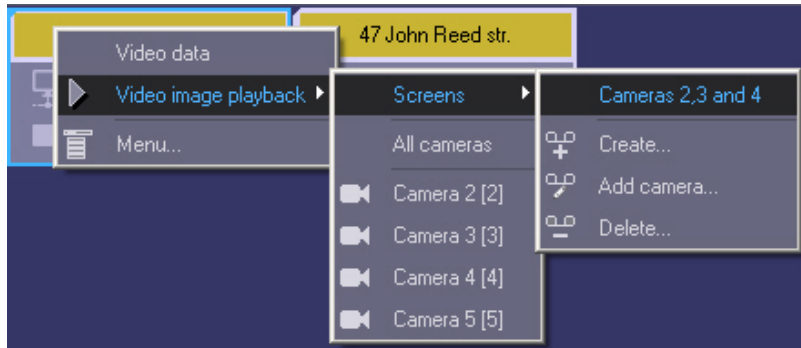 47 John Reed str.
Video data
Video image playback
Menu...
Screens
All cameras
Camera 2 [2]
Camera 3 [3]
Camera 4 [4]
Camera 5 [5]
Cameras 2,3 and 4
Create...
Add camera...
Delete...